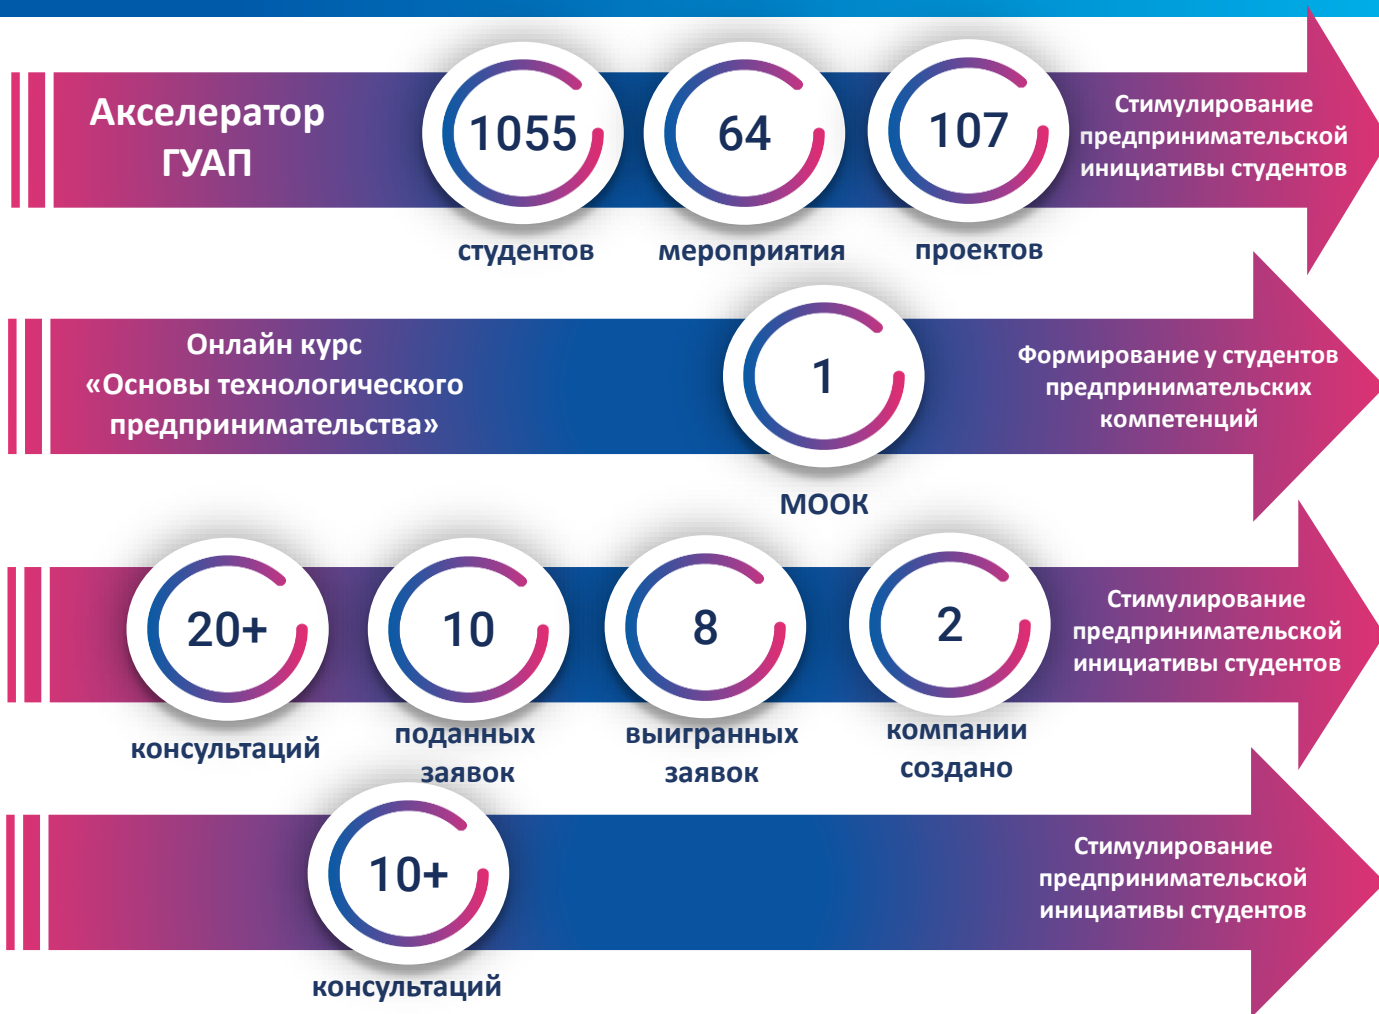 Акселератор
ГУАП
1055
студентов
64
мероприятия
107
проектов
Стимулирование
предпринимательской
инициативы студентов
Онлайн курс
«Основы технологического
предпринимательства»
1
МООК
Формирование у студентов
предпринимательских
компетенций
20+
консультаций
10
поданных
заявок
8
выигранных
заявок
2
компании
создано
Стимулирование
предпринимательской
инициативы студентов
10+
консультаций
Стимулирование
предпринимательской
инициативы студентов